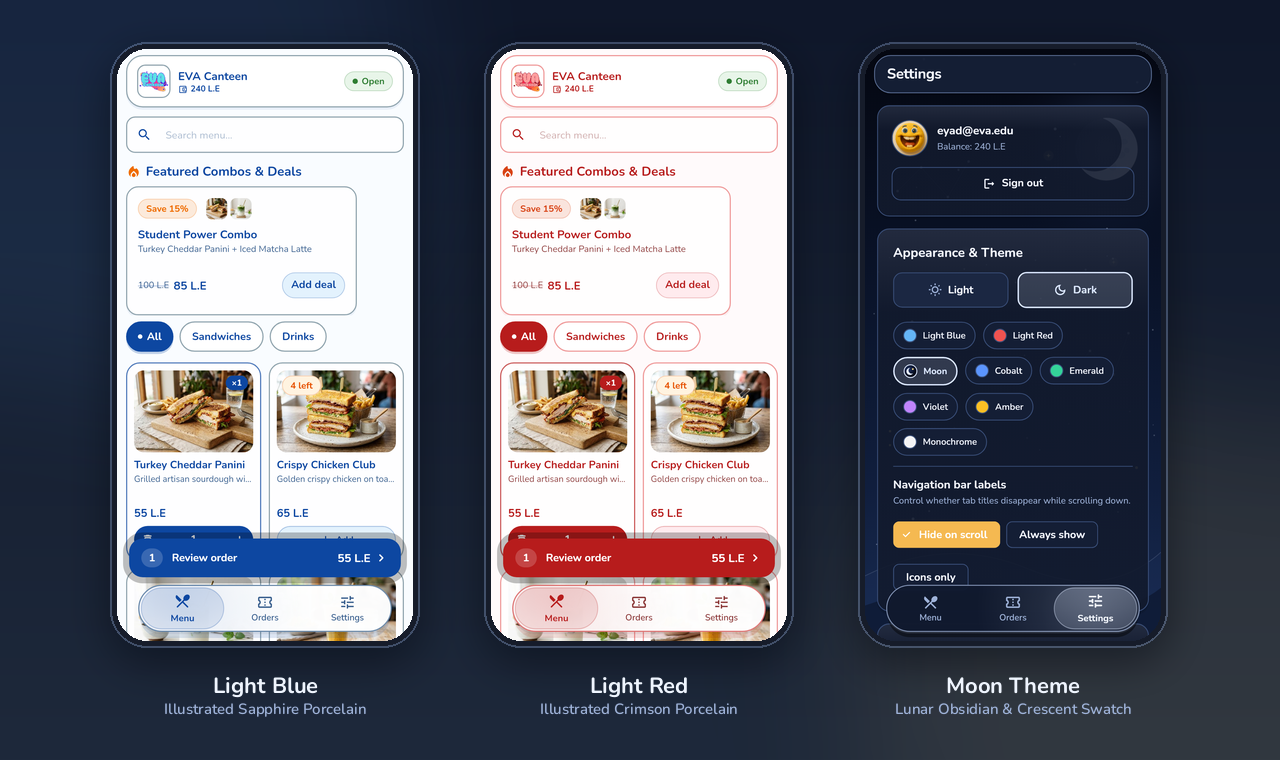 EVA Canteen
240 L.E
Open
Search menu...
Featured Combos & Deals
Save 15%
Student Power Combo
Turkey Cheddar Panini + Iced Matcha Latte
100 L.E 85 L.E
Add deal
All
Sandwiches
Drinks
×1
4 left
Turkey Cheddar Panini
Crispy Chicken Club
Grilled artisan sourdough wi...
Golden crispy chicken on toa...
55 L.E
65 L.E
1 Review order 55 L.E
Menu
Orders
Settings
Light Blue
Illustrated Sapphire Porcelain
EVA Canteen
240 L.E
Open
Search menu...
Featured Combos & Deals
Save 15%
Student Power Combo
Turkey Cheddar Panini + Iced Matcha Latte
100 L.E 85 L.E
Add deal
All
Sandwiches
Drinks
×1
4 left
Turkey Cheddar Panini
Crispy Chicken Club
Grilled artisan sourdough wi...
Golden crispy chicken on toa...
55 L.E
65 L.E
1 Review order 55 L.E
Menu
Orders
Settings
Light Red
Illustrated Crimson Porcelain
Settings
eyad@eva.edu
Balance: 240 L.E
Sign out
Appearance & Theme
Light
Dark
Light Blue
Light Red
Moon
Cobalt
Emerald
Violet
Amber
Monochrome
Navigation bar labels
Control whether tab titles disappear while scrolling down.
Hide on scroll
Always show
Icons only
Menu
Orders
Settings
Moon Theme
Lunar Obsidian & Crescent Swatch